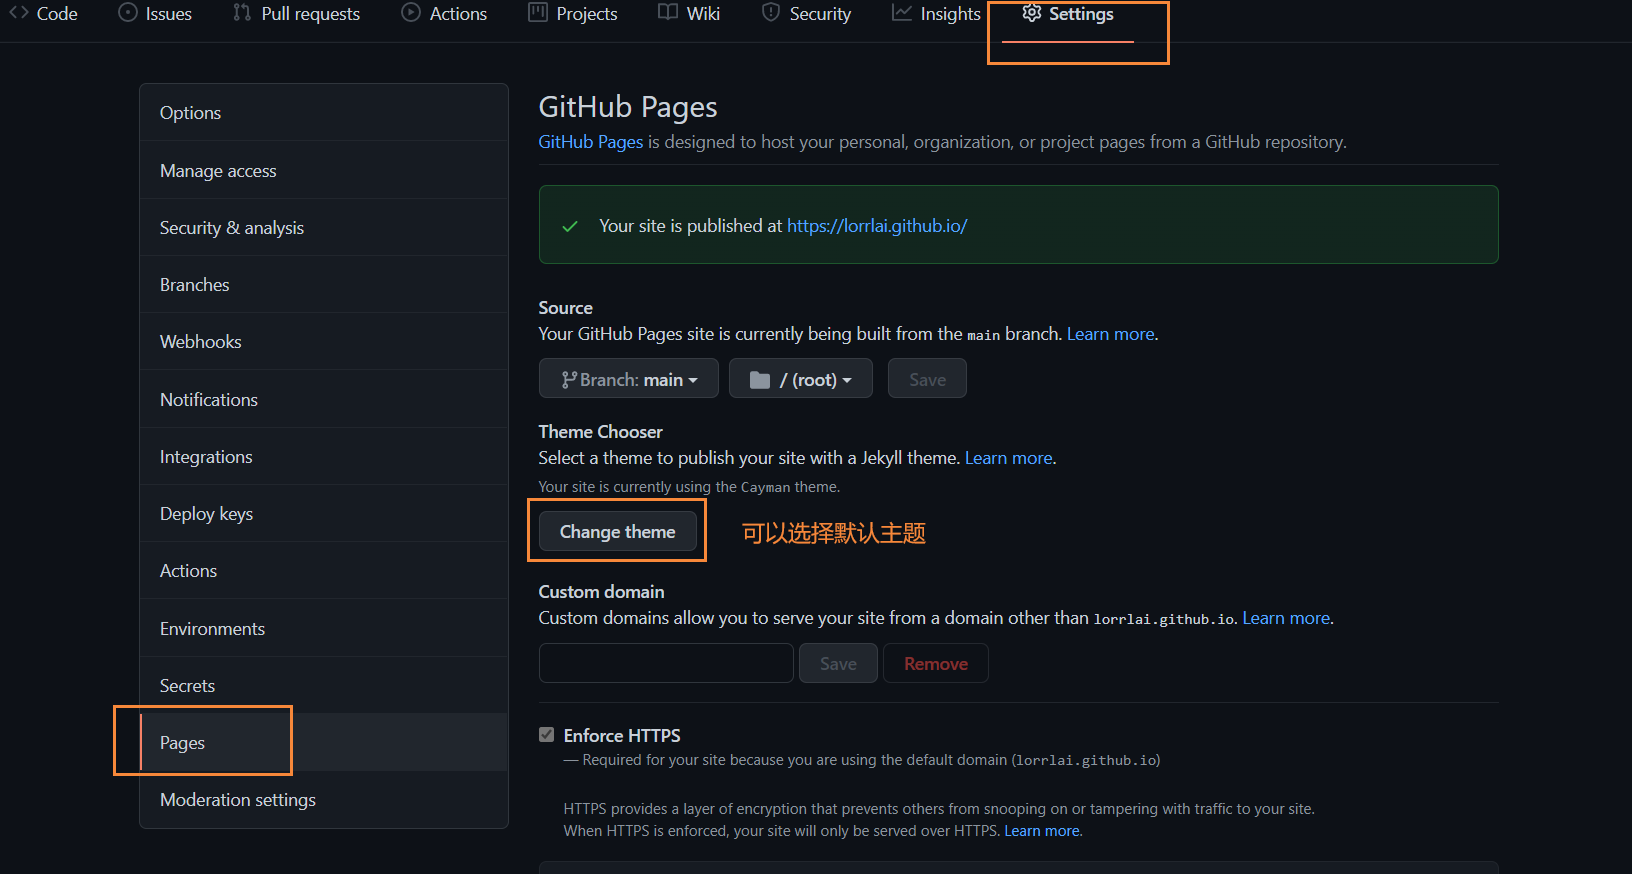 Code Issues Pull requests Actions Projects Wiki Security Insights Settings
Options
Manage access
Security & analysis
Branches
Webhooks
Notifications
Integrations
Deploy keys
Actions
Environments
Secrets
Pages
Moderation settings
GitHub Pages
GitHub Pages is designed to host your personal, organization, or project pages from a GitHub repository.
Your site is published at https://lorrlai.github.io/
Source
Your GitHub Pages site is currently being built from the main branch. Learn more.
Branch: main / (root) Save
Theme Chooser
Select a theme to publish your site with a Jekyll theme. Learn more.
Your site is currently using the Cayman theme.
Change theme 可以选择默认主题
Custom domain
Custom domains allow you to serve your site from a domain other than lorrlai.github.io. Learn more.
Save Remove
Enforce HTTPS
— Required for your site because you are using the default domain (lorrlai.github.io)
HTTPS provides a layer of encryption that prevents others from snooping on or tampering with traffic to your site.
When HTTPS is enforced, your site will only be served over HTTPS. Learn more.